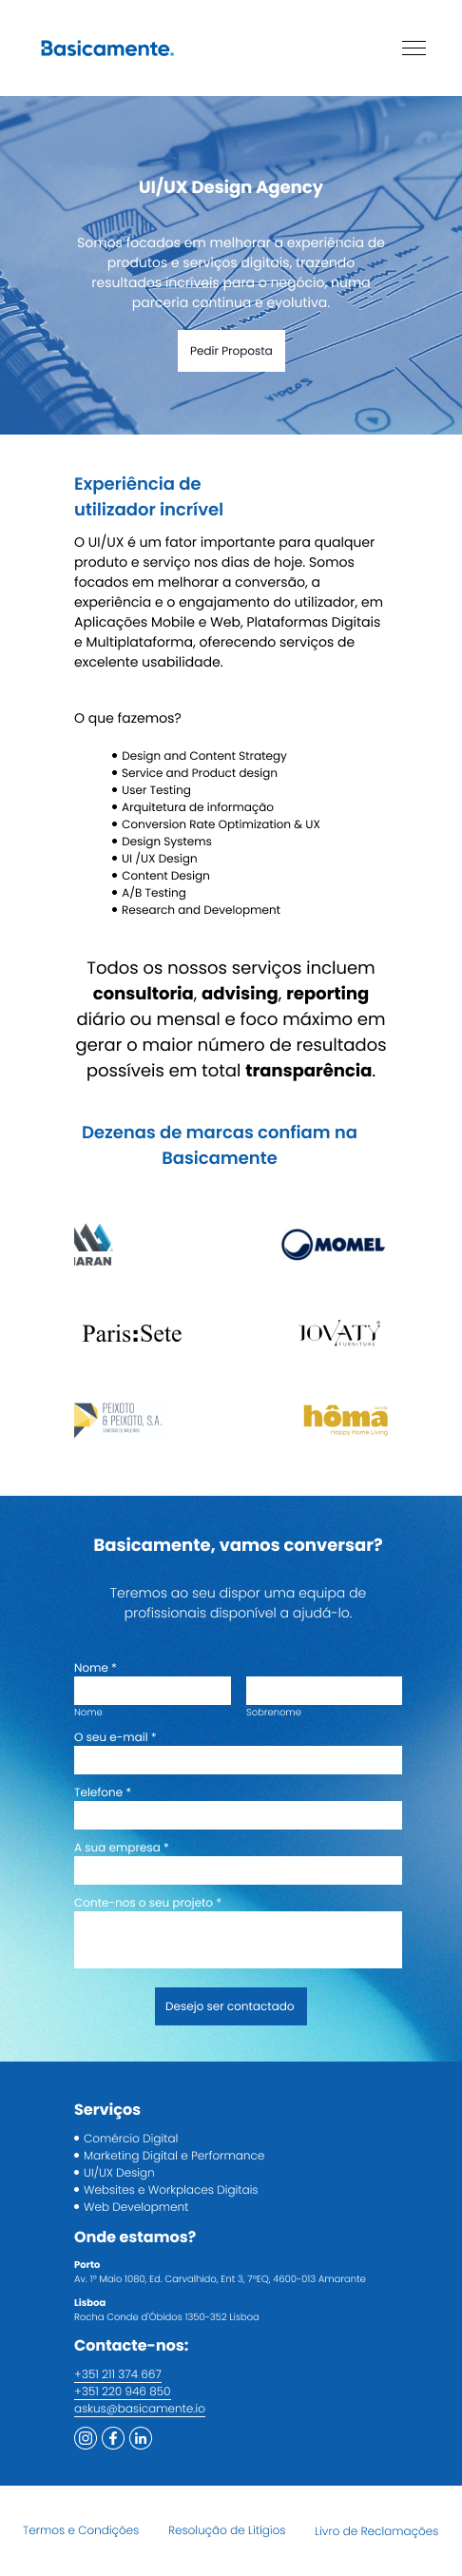 Basicamente.
UI/UX Design Agency
Somos focados em melhorar a experiência de
produtos e serviços digitais, trazendo
resultados incríveis para o negócio, numa
parceria contínua e evolutiva.
Pedir Proposta
Experiência de
utilizador incrível
O UI/UX é um fator importante para qualquer
produto e serviço nos dias de hoje. Somos
focados em melhorar a conversão, a
experiência e o engajamento do utilizador, em
Aplicações Mobile e Web, Plataformas Digitais
e Multiplataforma, oferecendo serviços de
excelente usabilidade.
O que fazemos?
Design and Content Strategy
Service and Product design
User Testing
Arquitetura de informação
Conversion Rate Optimization & UX
Design Systems
UI /UX Design
Content Design
A/B Testing
Research and Development
Todos os nossos serviços incluem
consultoria, advising, reporting
diário ou mensal e foco máximo em
gerar o maior número de resultados
possíveis em total transparência.
Dezenas de marcas confiam na
Basicamente
ARAN
MOMEL
Paris:Sete
JOVATY
FURNITURE
PEIXOTO
& PEIXOTO, S.A.
hôma
Happy Home Living
Basicamente, vamos conversar?
Teremos ao seu dispor uma equipa de
profissionais disponível a ajudá-lo.
Nome *
Nome
Sobrenome
O seu e-mail *
Telefone *
A sua empresa *
Conte-nos o seu projeto *
Desejo ser contactado
Serviços
Comércio Digital
Marketing Digital e Performance
UI/UX Design
Websites e Workplaces Digitais
Web Development
Onde estamos?
Porto
Av. 1º Maio 1080, Ed. Carvalhido, Ent 3, 7ºEQ, 4600-013 Amarante
Lisboa
Rocha Conde d'Óbidos 1350-352 Lisboa
Contacte-nos:
+351 211 374 667
+351 220 946 850
askus@basicamente.io
Termos e Condições
Resolução de Litígios
Livro de Reclamações